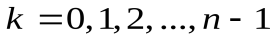 k = 0, 1, 2, ..., n - 1